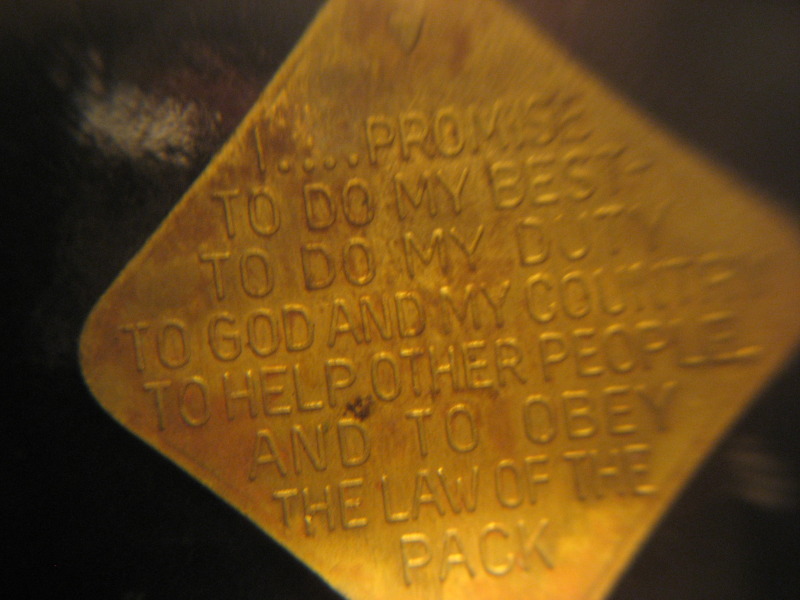 I....PROMISE
TO DO MY BEST-
TO DO MY DUTY
TO GOD AND MY COUNTRY
TO HELP OTHER PEOPLE
AND TO OBEY
THE LAW OF THE
PACK